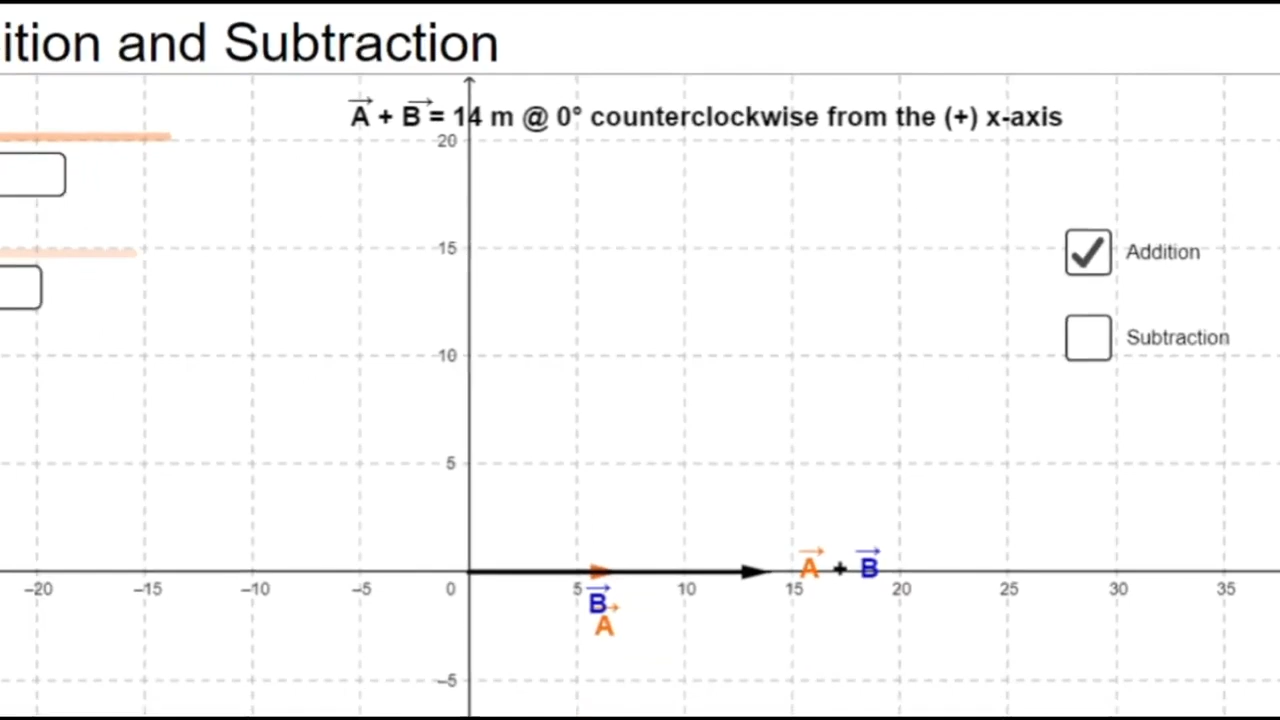 ition and Subtraction
A + B = 14 m @ 0° counterclockwise from the (+) x-axis
20
15
Addition
Subtraction
10
5
A + B
–20 –15 –10 –5 0 5 10 15 20 25 30 35
B
A
–5